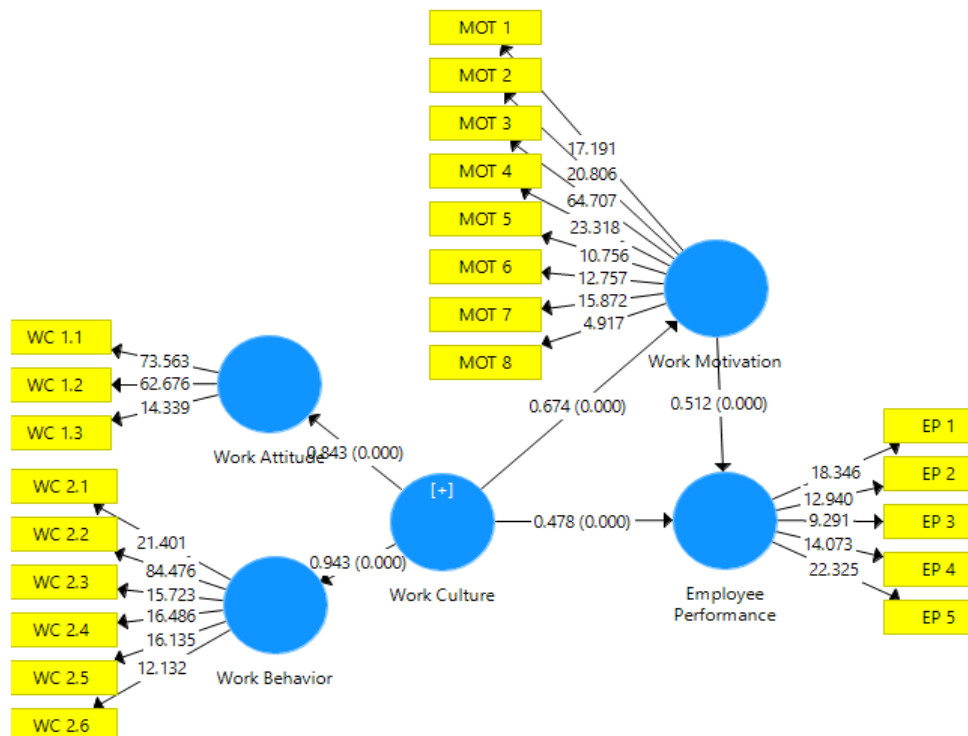 MOT 1
MOT 2
MOT 3
MOT 4
MOT 5
MOT 6
MOT 7
MOT 8
17.191
20.806
64.707
23.318
10.756
12.757
15.872
4.917
Work Motivation
WC 1.1
WC 1.2
WC 1.3
73.563
62.676
14.339
Work Attitude
0.843 (0.000)
0.674 (0.000)
0.512 (0.000)
WC 2.1
WC 2.2
WC 2.3
WC 2.4
WC 2.5
WC 2.6
21.401
84.476
15.723
16.486
16.135
12.132
Work Behavior
0.943 (0.000)
[+]
Work Culture
0.478 (0.000)
Employee
Performance
18.346
12.940
9.291
14.073
22.325
EP 1
EP 2
EP 3
EP 4
EP 5